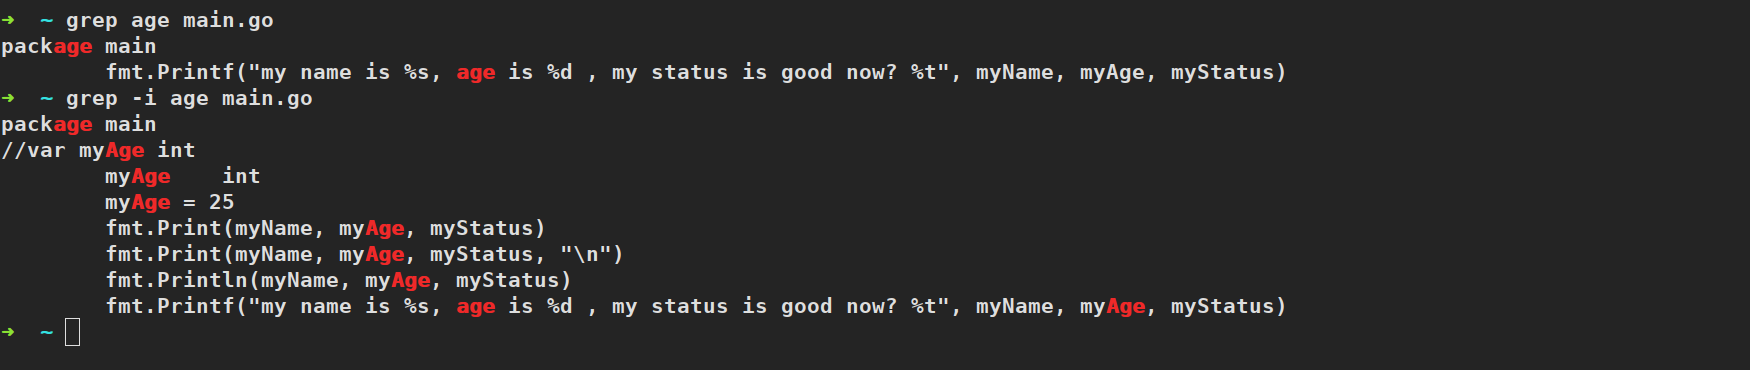 ➜  ~ grep age main.go
package main
        fmt.Printf("my name is %s, age is %d , my status is good now? %t", myName, myAge, myStatus)
➜  ~ grep -i age main.go
package main
//var myAge int
        myAge    int
        myAge = 25
        fmt.Print(myName, myAge, myStatus)
        fmt.Print(myName, myAge, myStatus, "\n")
        fmt.Println(myName, myAge, myStatus)
        fmt.Printf("my name is %s, age is %d , my status is good now? %t", myName, myAge, myStatus)
➜  ~